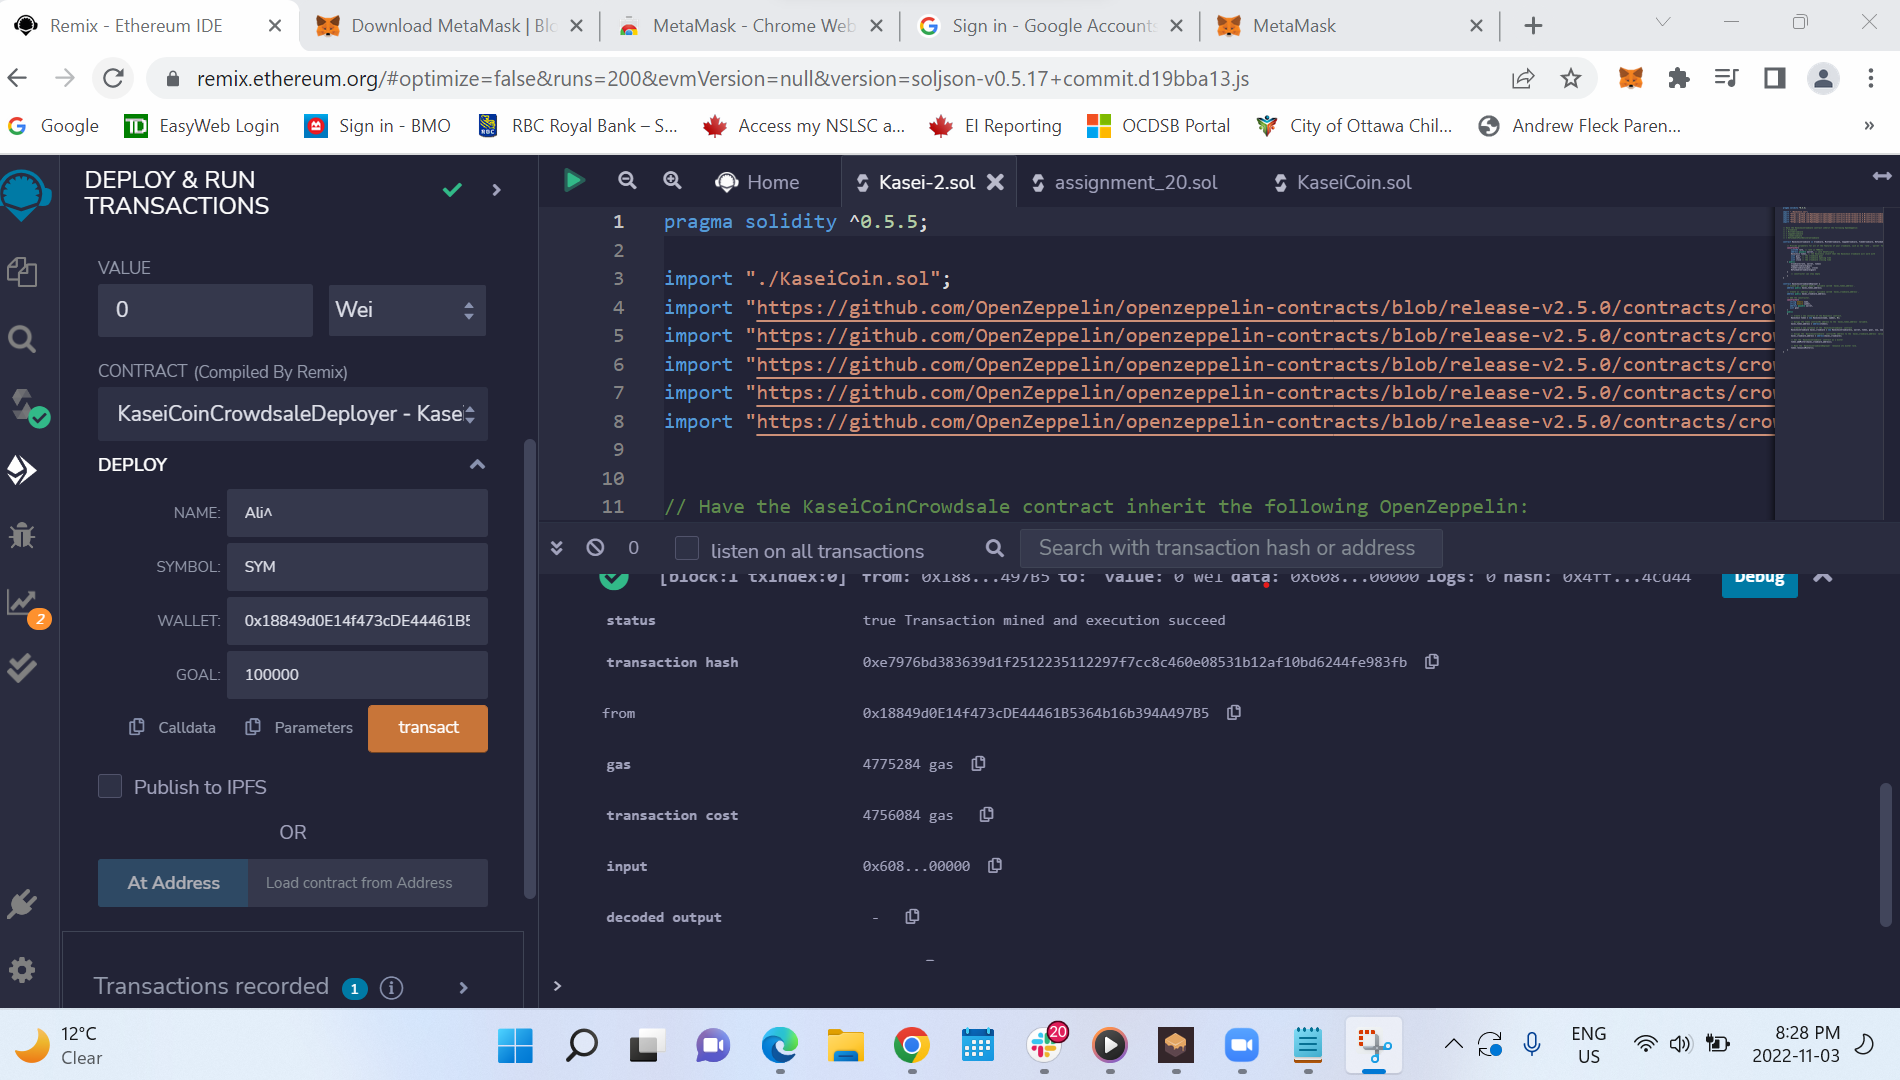 Remix - Ethereum IDE
Download MetaMask | Blo
MetaMask - Chrome Web
Sign in - Google Accounts
MetaMask
remix.ethereum.org/#optimize=false&runs=200&evmVersion=null&version=soljson-v0.5.17+commit.d19bba13.js
Google
EasyWeb Login
Sign in - BMO
RBC Royal Bank – S...
Access my NSLSC a...
EI Reporting
OCDSB Portal
City of Ottawa Chil...
Andrew Fleck Paren...
»
DEPLOY & RUN
TRANSACTIONS
VALUE
0
Wei
CONTRACT (Compiled By Remix)
KaseiCoinCrowdsaleDeployer - Kasei
DEPLOY
NAME: Ali^
SYMBOL: SYM
WALLET: 0x18849d0E14f473cDE44461B5
GOAL: 100000
Calldata
Parameters
transact
Publish to IPFS
OR
At Address
Load contract from Address
Transactions recorded 1 i
2
Home
Kasei-2.sol
assignment_20.sol
KaseiCoin.sol
1 pragma solidity ^0.5.5;
2
3 import "./KaseiCoin.sol";
4 import "https://github.com/OpenZeppelin/openzeppelin-contracts/blob/release-v2.5.0/contracts/crow
5 import "https://github.com/OpenZeppelin/openzeppelin-contracts/blob/release-v2.5.0/contracts/crow
6 import "https://github.com/OpenZeppelin/openzeppelin-contracts/blob/release-v2.5.0/contracts/crow
7 import "https://github.com/OpenZeppelin/openzeppelin-contracts/blob/release-v2.5.0/contracts/crow
8 import "https://github.com/OpenZeppelin/openzeppelin-contracts/blob/release-v2.5.0/contracts/crow
9
10
11 // Have the KaseiCoinCrowdsale contract inherit the following OpenZeppelin:
0
listen on all transactions
Search with transaction hash or address
[block:1 txIndex:0] from: 0x188...497B5 to: value: 0 wei data: 0x608...00000 logs: 0 hash: 0x4ff...4cd44
Debug
status true Transaction mined and execution succeed
transaction hash 0xe7976bd383639d1f2512235112297f7cc8c460e08531b12af10bd6244fe983fb
from 0x18849d0E14f473cDE44461B5364b16b394A497B5
gas 4775284 gas
transaction cost 4756084 gas
input 0x608...00000
decoded output -
>
12°C
Clear
20
ENG
US
8:28 PM
2022-11-03